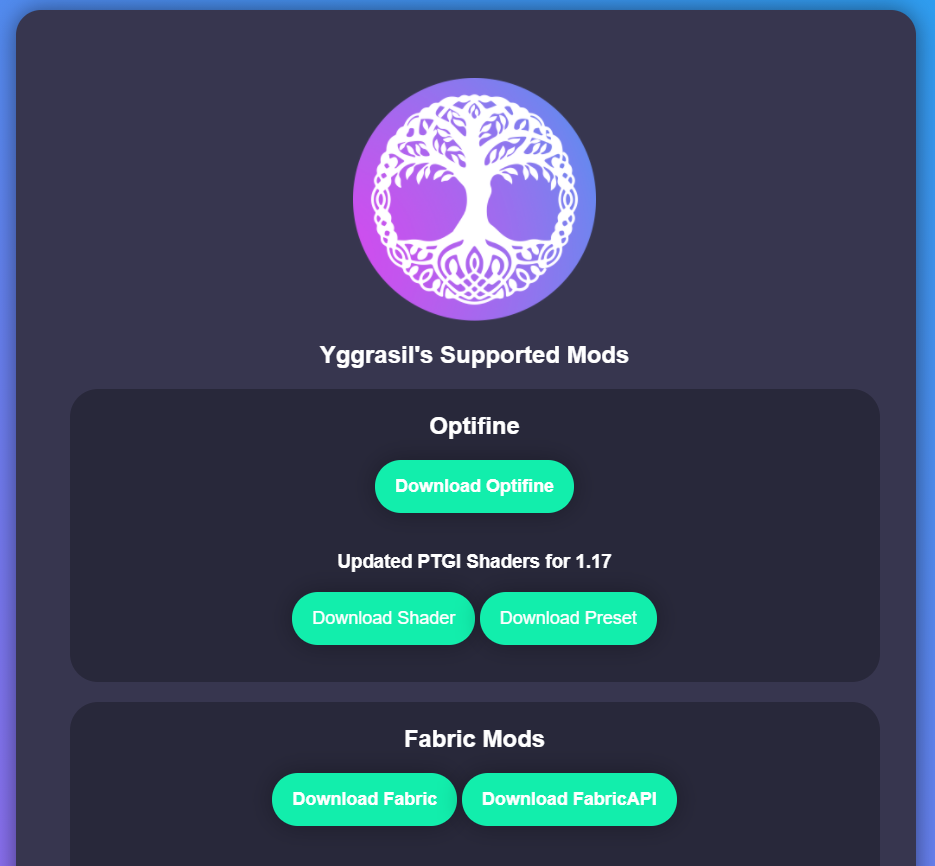 Yggrasil's Supported Mods
Optifine
Download Optifine
Updated PTGI Shaders for 1.17
Download Shader Download Preset
Fabric Mods
Download Fabric Download FabricAPI